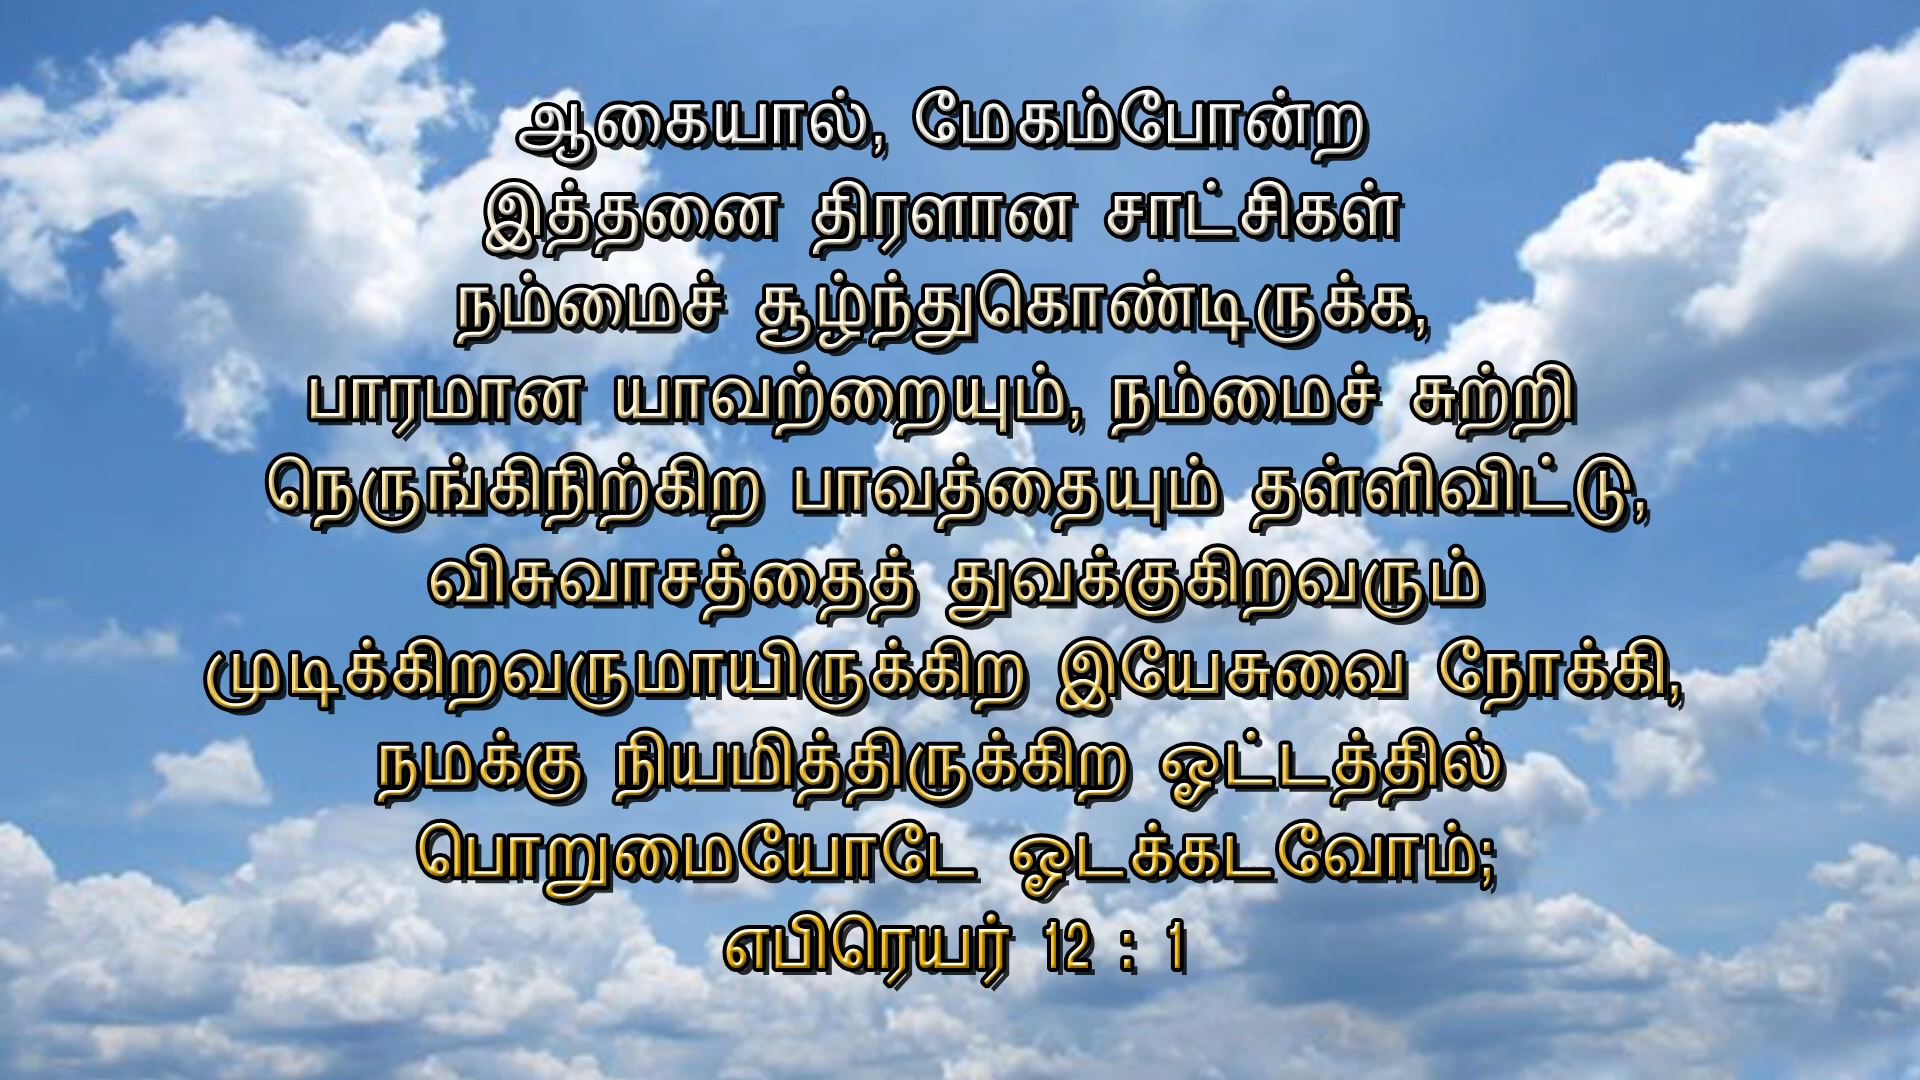 ஆகையால், மேகம்போன்ற
இத்தனை திரளான சாட்சிகள்
நம்மைச் சூழ்ந்துகொண்டிருக்க,
பாரமான யாவற்றையும், நம்மைச் சுற்றி
நெருங்கிநிற்கிற பாவத்தையும் தள்ளிவிட்டு,
விசுவாசத்தைத் துவக்குகிறவரும்
முடிக்கிறவருமாயிருக்கிற இயேசுவை நோக்கி,
நமக்கு நியமித்திருக்கிற ஓட்டத்தில்
பொறுமையோடே ஓடக்கடவோம்;
எபிரெயர் 12 : 1